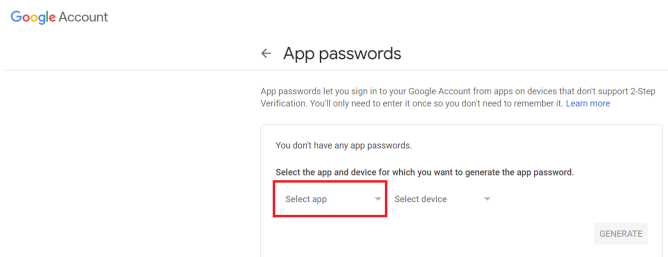 Google Account
App passwords
App passwords let you sign in to your Google Account from apps on devices that don't support 2-Step
Verification. You'll only need to enter it once so you don't need to remember it. Learn more
You don't have any app passwords.
Select the app and device for which you want to generate the app password.
Select app Select device
GENERATE